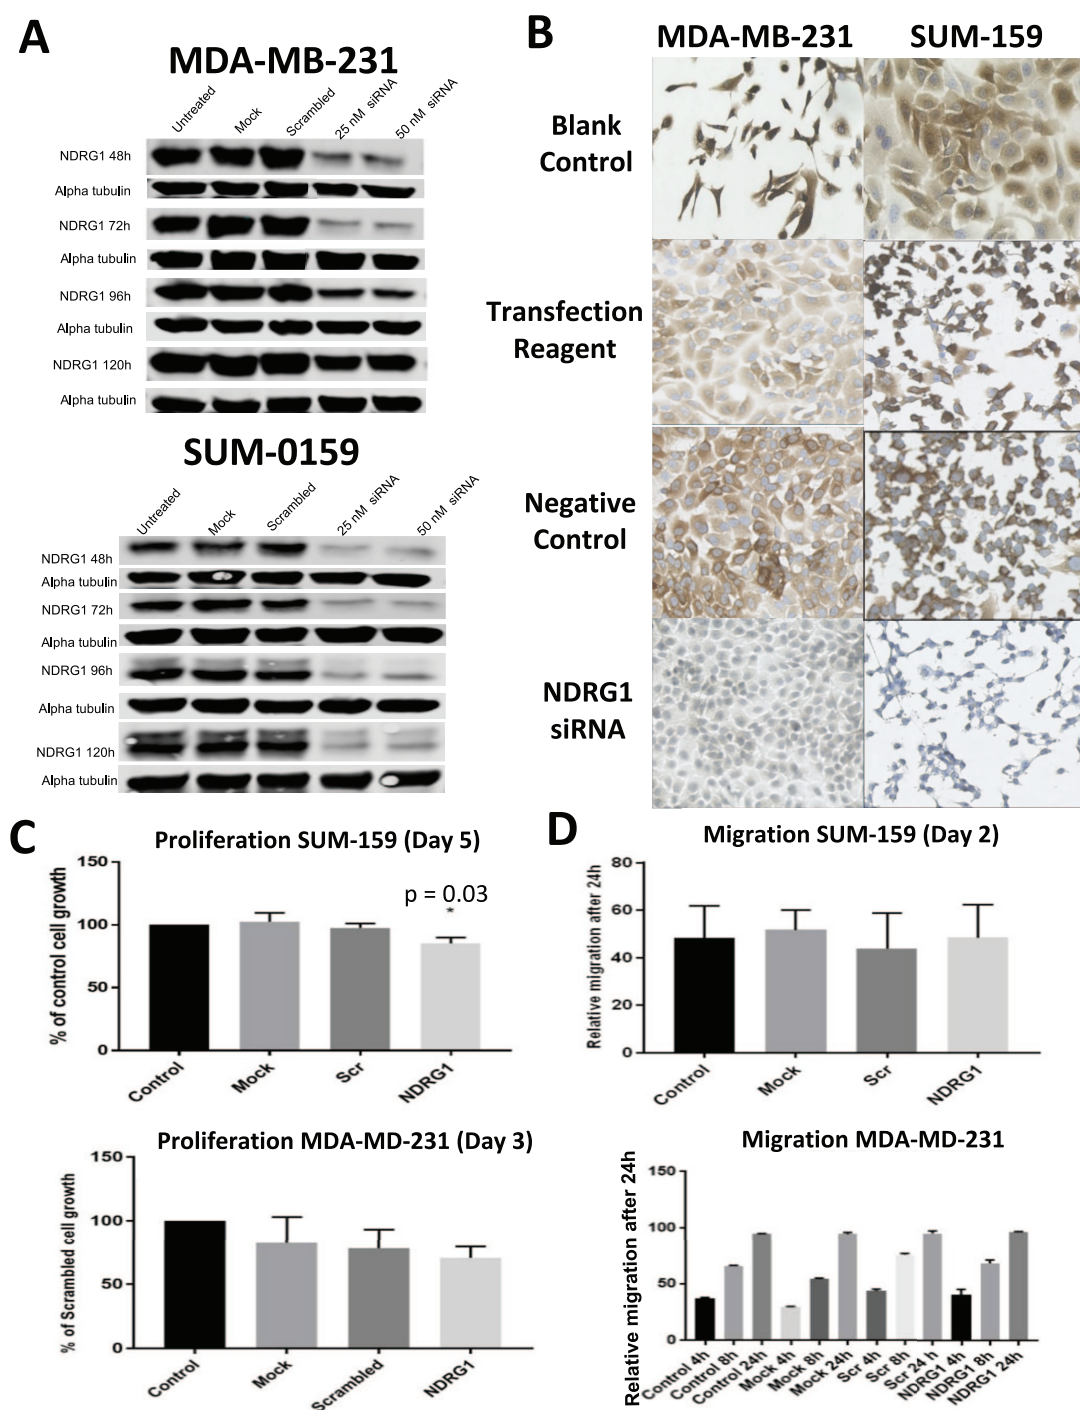 A
MDA-MB-231
Untreated
Mock
Scrambled
25 nM siRNA
50 nM siRNA
NDRG1 48h
Alpha tubulin
NDRG1 72h
Alpha tubulin
NDRG1 96h
Alpha tubulin
NDRG1 120h
Alpha tubulin
SUM-0159
Untreated
Mock
Scrambled
25 nM siRNA
50 nM siRNA
NDRG1 48h
Alpha tubulin
NDRG1 72h
Alpha tubulin
NDRG1 96h
Alpha tubulin
NDRG1 120h
Alpha tubulin
B
MDA-MB-231
SUM-159
Blank
Control
Transfection
Reagent
Negative
Control
NDRG1
siRNA
C
Proliferation SUM-159 (Day 5)
% of control cell growth
150
100
50
0
p = 0.03
*
Control
Mock
Scr
NDRG1
Proliferation MDA-MD-231 (Day 3)
% of Scrambled cell growth
150
100
50
0
Control
Mock
Scrambled
NDRG1
D
Migration SUM-159 (Day 2)
Relative migration after 24h
80
60
40
20
0
Control
Mock
Scr
NDRG1
Migration MDA-MD-231
Relative migration after 24h
150
100
50
0
Control 4h
Control 8h
Control 24h
Mock 4h
Mock 8h
Mock 24h
Scr 4h
Scr 8h
Scr 24 h
NDRG1 4h
NDRG1 8h
NDRG1 24h